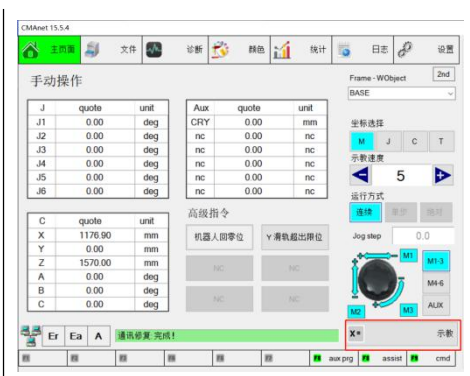 CMAnet 15.5.4
主页面 文件 诊断 颜色 统计 日志 设置
手动操作
Frame - WObject 2nd
BASE
J quote unit
J1 0.00 deg
J2 0.00 deg
J3 0.00 deg
J4 0.00 deg
J5 0.00 deg
J6 0.00 deg
Aux quote unit
CRY 0.00 mm
nc 0.00 nc
nc 0.00 nc
nc 0.00 nc
nc 0.00 nc
nc 0.00 nc
坐标选择
M J C T
示教速度
5
运行方式
连续 单步 绝对
C quote unit
X 1176.90 mm
Y 0.00 mm
Z 1570.00 mm
A 0.00 deg
B 0.00 deg
C 0.00 deg
高级指令
机器人回零位 Y滑轨超出限位
NC NC
NC NC
Jog step 0.0
M1 M1-3
M4-6
M2 M3 AUX
Er Ea A 通讯修复:完成!
X= 示教
aux prg assist cmd